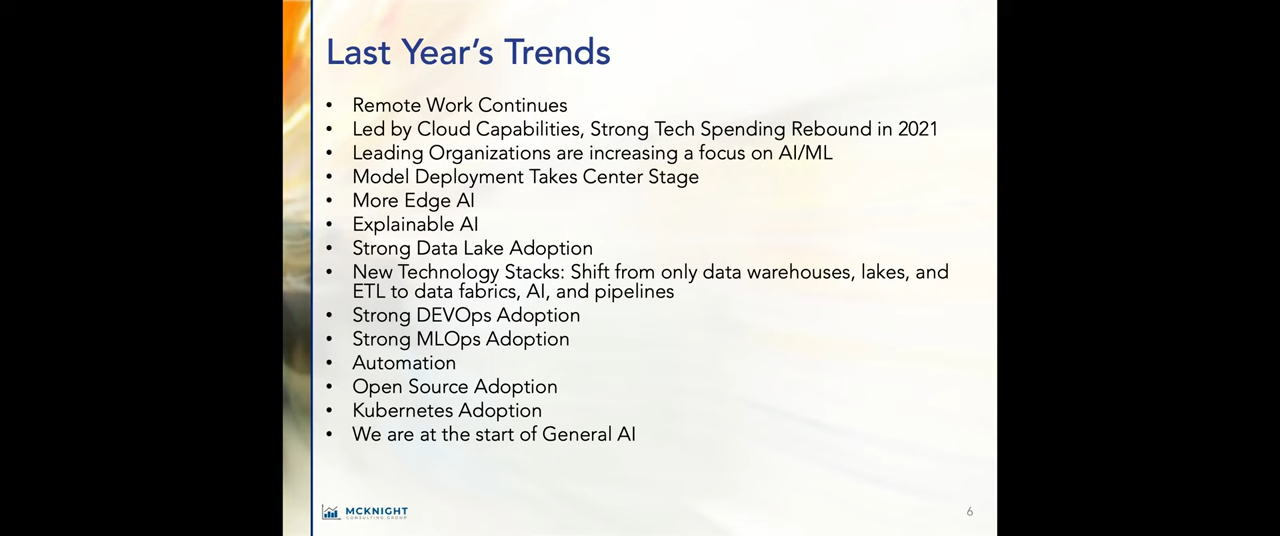 Last Year's Trends
• Remote Work Continues
• Led by Cloud Capabilities, Strong Tech Spending Rebound in 2021
• Leading Organizations are increasing a focus on AI/ML
• Model Deployment Takes Center Stage
• More Edge AI
• Explainable AI
• Strong Data Lake Adoption
• New Technology Stacks: Shift from only data warehouses, lakes, and
ETL to data fabrics, AI, and pipelines
• Strong DEVOps Adoption
• Strong MLOps Adoption
• Automation
• Open Source Adoption
• Kubernetes Adoption
• We are at the start of General AI
MCKNIGHT
CONSULTING GROUP
6